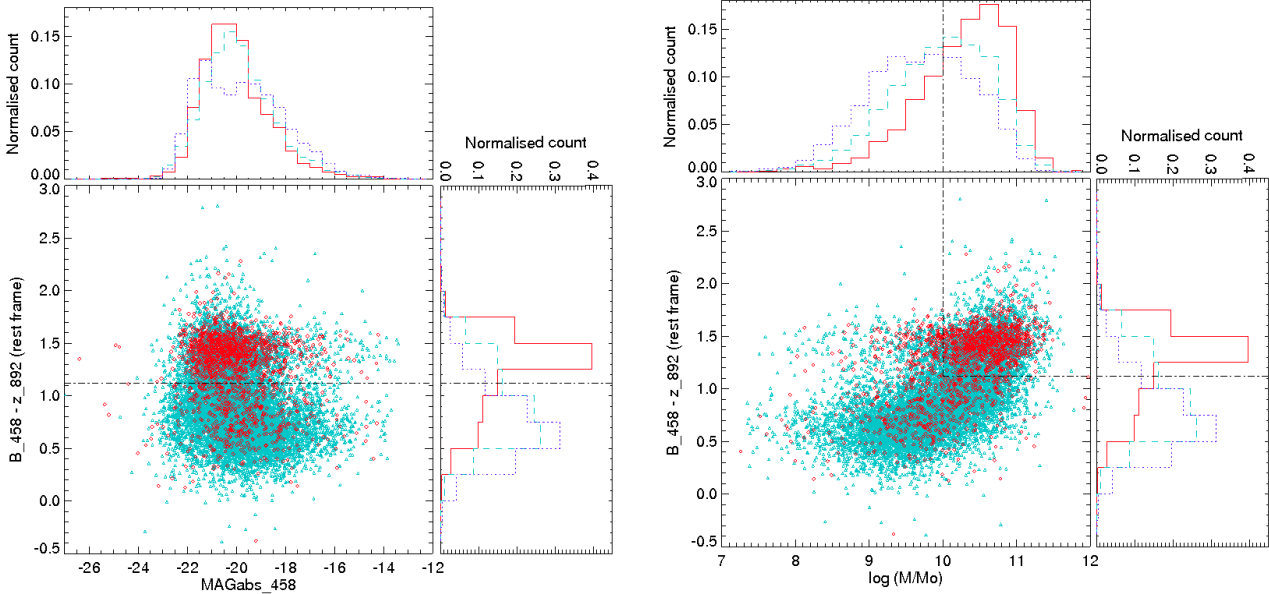 0.15
0.10
0.05
0.00
Normalised count
Normalised count
0.0 0.1 0.2 0.3 0.4
3.0
2.5
2.0
1.5
1.0
0.5
0.0
-0.5
B_458 - z_892 (rest frame)
-26 -24 -22 -20 -18 -16 -14 -12
MAGabs_458
0.15
0.10
0.05
0.00
Normalised count
Normalised count
0.0 0.1 0.2 0.3 0.4
3.0
2.5
2.0
1.5
1.0
0.5
0.0
-0.5
B_458 - z_892 (rest frame)
7 8 9 10 11 12
log (M/Mo)